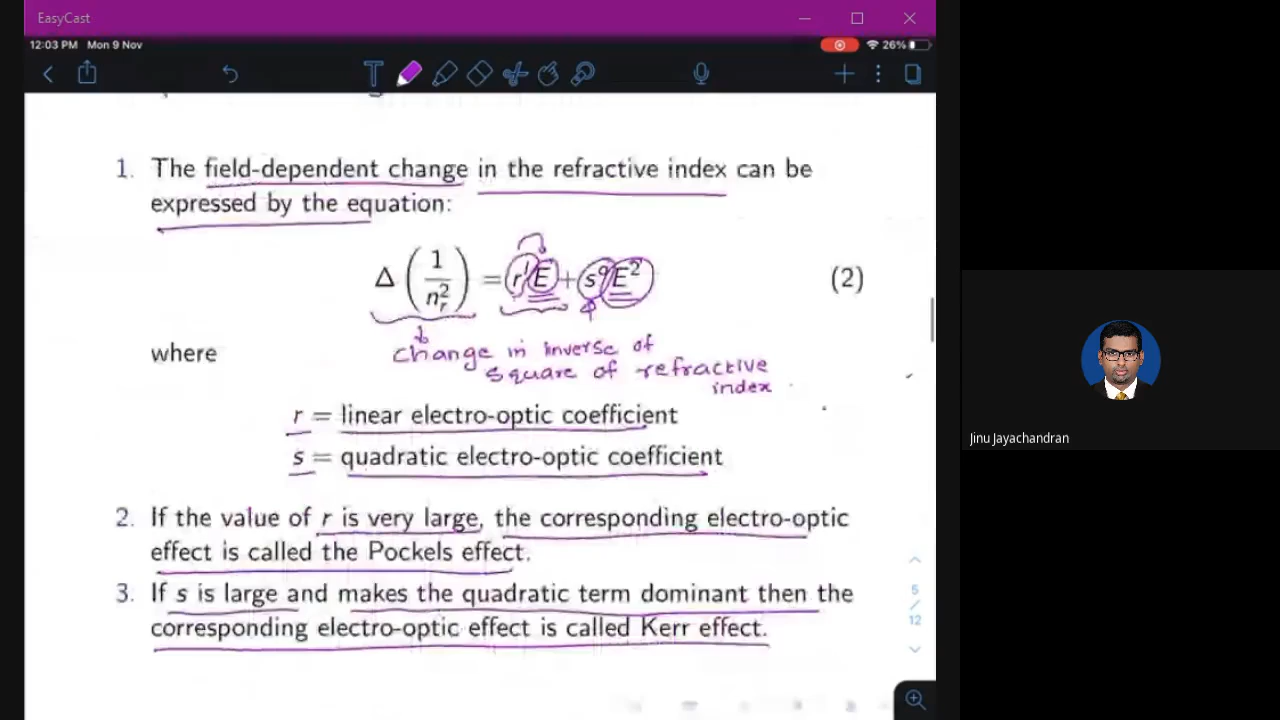 EasyCast
12:03 PM Mon 9 Nov
26%
1. The field-dependent change in the refractive index can be
expressed by the equation:
Δ (1/n_r^2) = r'E + s^qE^2 (2)
change in inverse of
where
square of refractive
index
r = linear electro-optic coefficient
Jinu Jayachandran
s = quadratic electro-optic coefficient
2. If the value of r is very large, the corresponding electro-optic
effect is called the Pockels effect.
3. If s is large and makes the quadratic term dominant then the
corresponding electro-optic effect is called Kerr effect.
5
/
12